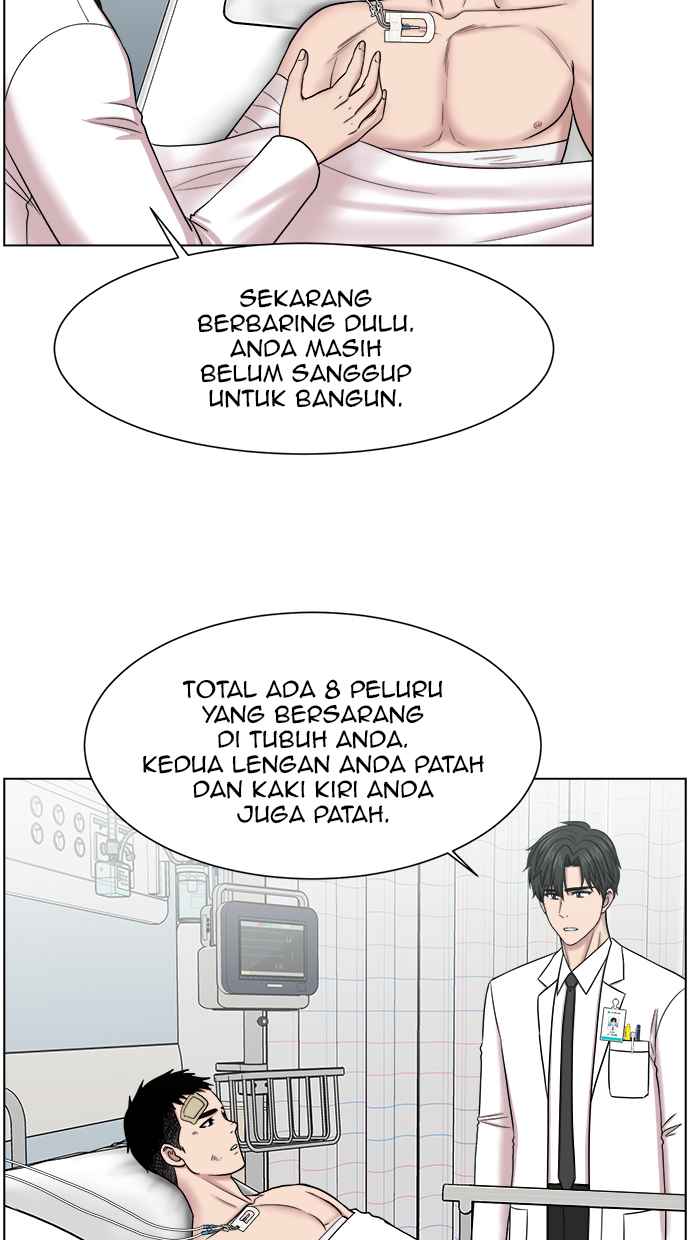 SEKARANG
BERBARING DULU.
ANDA MASIH
BELUM SANGGUP
UNTUK BANGUN.
TOTAL ADA 8 PELURU
YANG BERSARANG
DI TUBUH ANDA.
KEDUA LENGAN ANDA PATAH
DAN KAKI KIRI ANDA
JUGA PATAH.